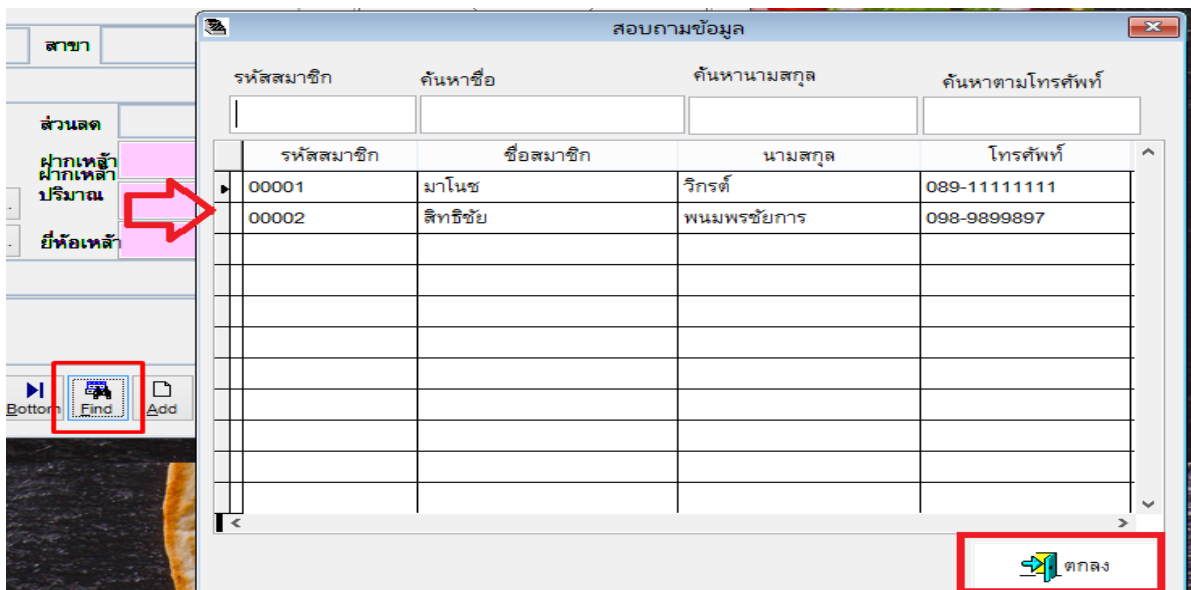 สอบถามข้อมูล
สาขา
รหัสสมาชิก ค้นหาชื่อ ค้นหานามสกุล ค้นหาตามโทรศัพท์
ส่วนลด
รหัสสมาชิก ชื่อสมาชิก นามสกุล โทรศัพท์
ฝากเหล้า
ฝากเหล้า
00001 มาโนช วิกรต์ 089-11111111
ปริมาณ
00002 สิทธิชัย พนมพรชัยการ 098-9899897
ยี่ห้อเหล้า
Bottom Find Add
ตกลง